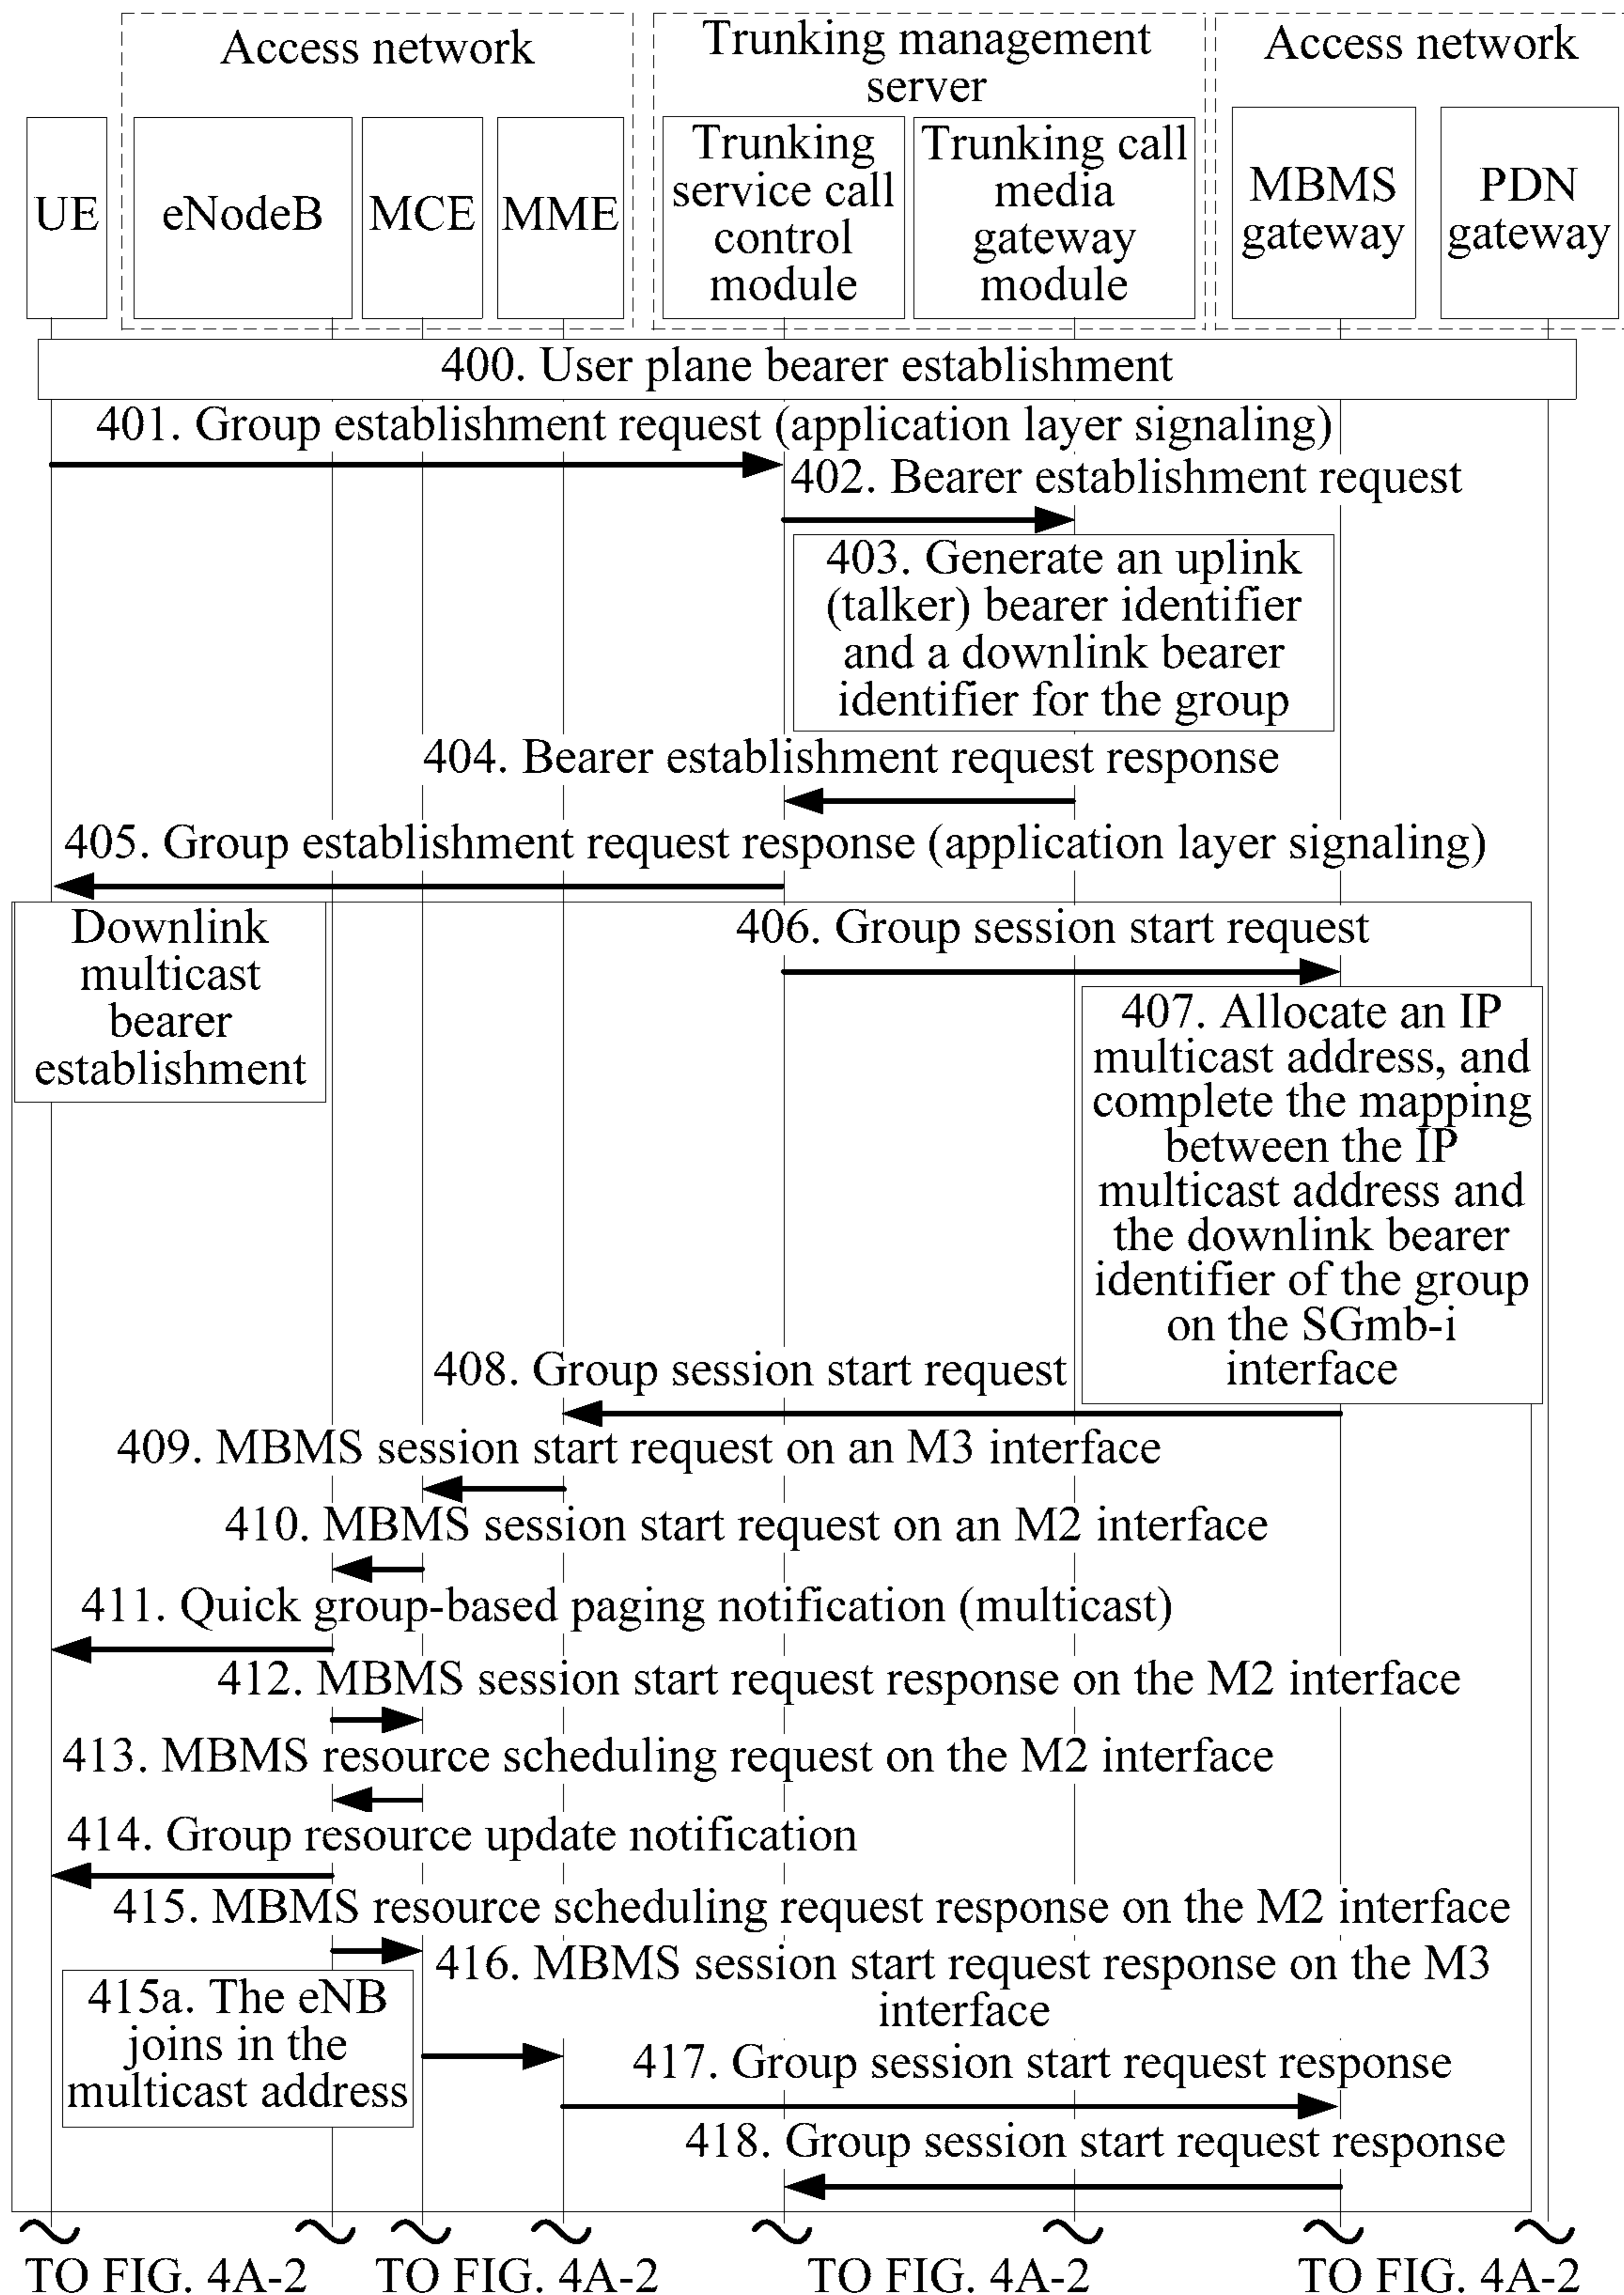 Access network
Trunking management
server
Access network
UE
eNodeB
MCE
MME
Trunking
service call
control
module
Trunking call
media
gateway
module
MBMS
gateway
PDN
gateway
400. User plane bearer establishment
401. Group establishment request (application layer signaling)
402. Bearer establishment request
403. Generate an uplink
(talker) bearer identifier
and a downlink bearer
identifier for the group
404. Bearer establishment request response
405. Group establishment request response (application layer signaling)
Downlink
multicast
bearer
establishment
406. Group session start request
407. Allocate an IP
multicast address, and
complete the mapping
between the IP
multicast address and
the downlink bearer
identifier of the group
on the SGmb-i
interface
408. Group session start request
409. MBMS session start request on an M3 interface
410. MBMS session start request on an M2 interface
411. Quick group-based paging notification (multicast)
412. MBMS session start request response on the M2 interface
413. MBMS resource scheduling request on the M2 interface
414. Group resource update notification
415. MBMS resource scheduling request response on the M2 interface
415a. The eNB
joins in the
multicast address
416. MBMS session start request response on the M3
interface
417. Group session start request response
418. Group session start request response
TO FIG. 4A-2
TO FIG. 4A-2
TO FIG. 4A-2
TO FIG. 4A-2